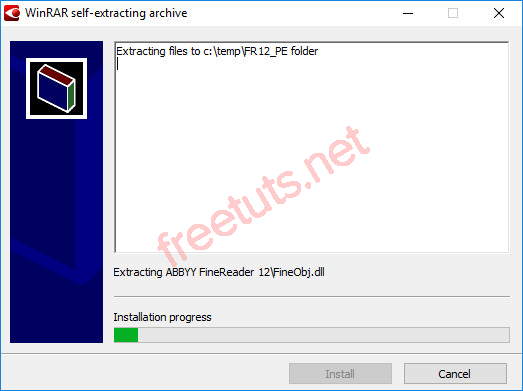 WinRAR self-extracting archive
Extracting files to c:\temp\FR12_PE folder
freetuts.net
Extracting ABBYY FineReader 12\FineObj.dll
Installation progress
Install
Cancel